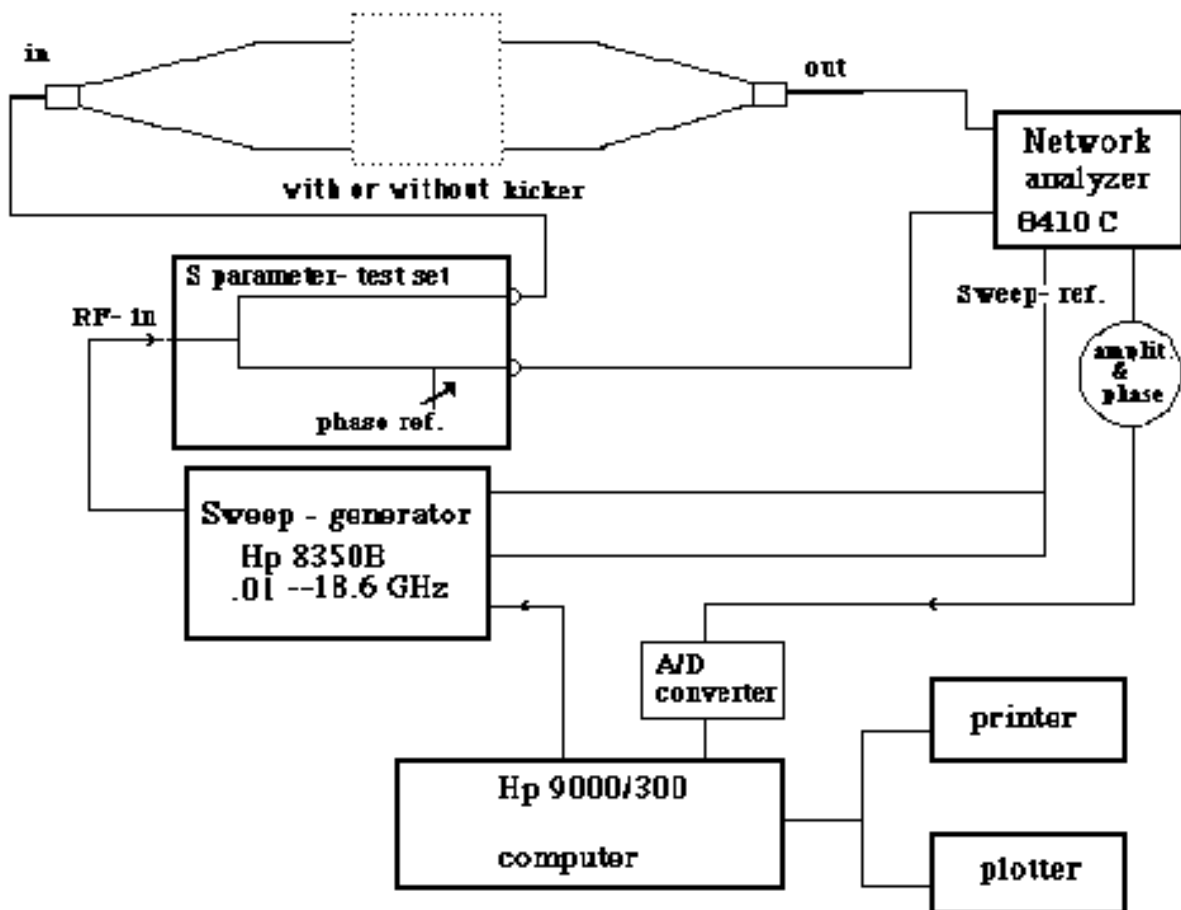 in
out
with or without kicker
Network
analyzer
8410 C
S parameter- test set
RF- in
phase ref.
Sweep- ref.
amplit.
&
phase
Sweep - generator
Hp 8350B
.01 --18.6 GHz
A/D
converter
printer
Hp 9000/300
computer
plotter